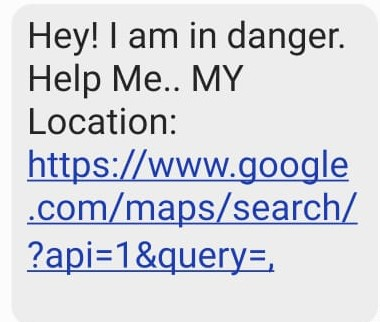 Hey! I am in danger.
Help Me.. MY
Location:
https://www.google
.com/maps/search/
?api=1&query=,